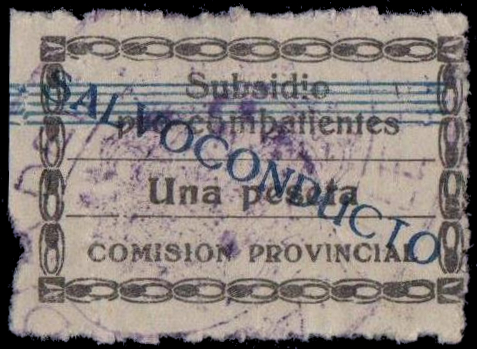 Subsidio
pro-combatientes
Una peseta
COMISION PROVINCIAL
SALVOCONDUCTO